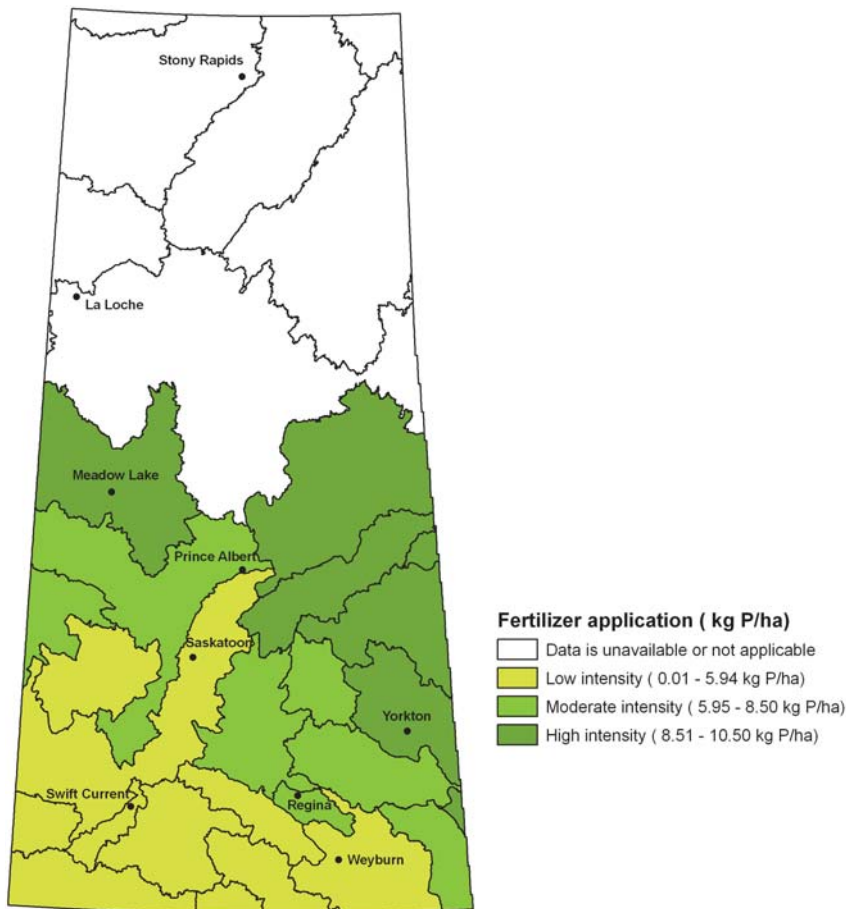 Stony Rapids
La Loche
Meadow Lake
Prince Albert
Saskatoon
Yorkton
Swift Current
Regina
Weyburn
Fertilizer application ( kg P/ha)
Data is unavailable or not applicable
Low intensity ( 0.01 - 5.94 kg P/ha)
Moderate intensity ( 5.95 - 8.50 kg P/ha)
High intensity ( 8.51 - 10.50 kg P/ha)